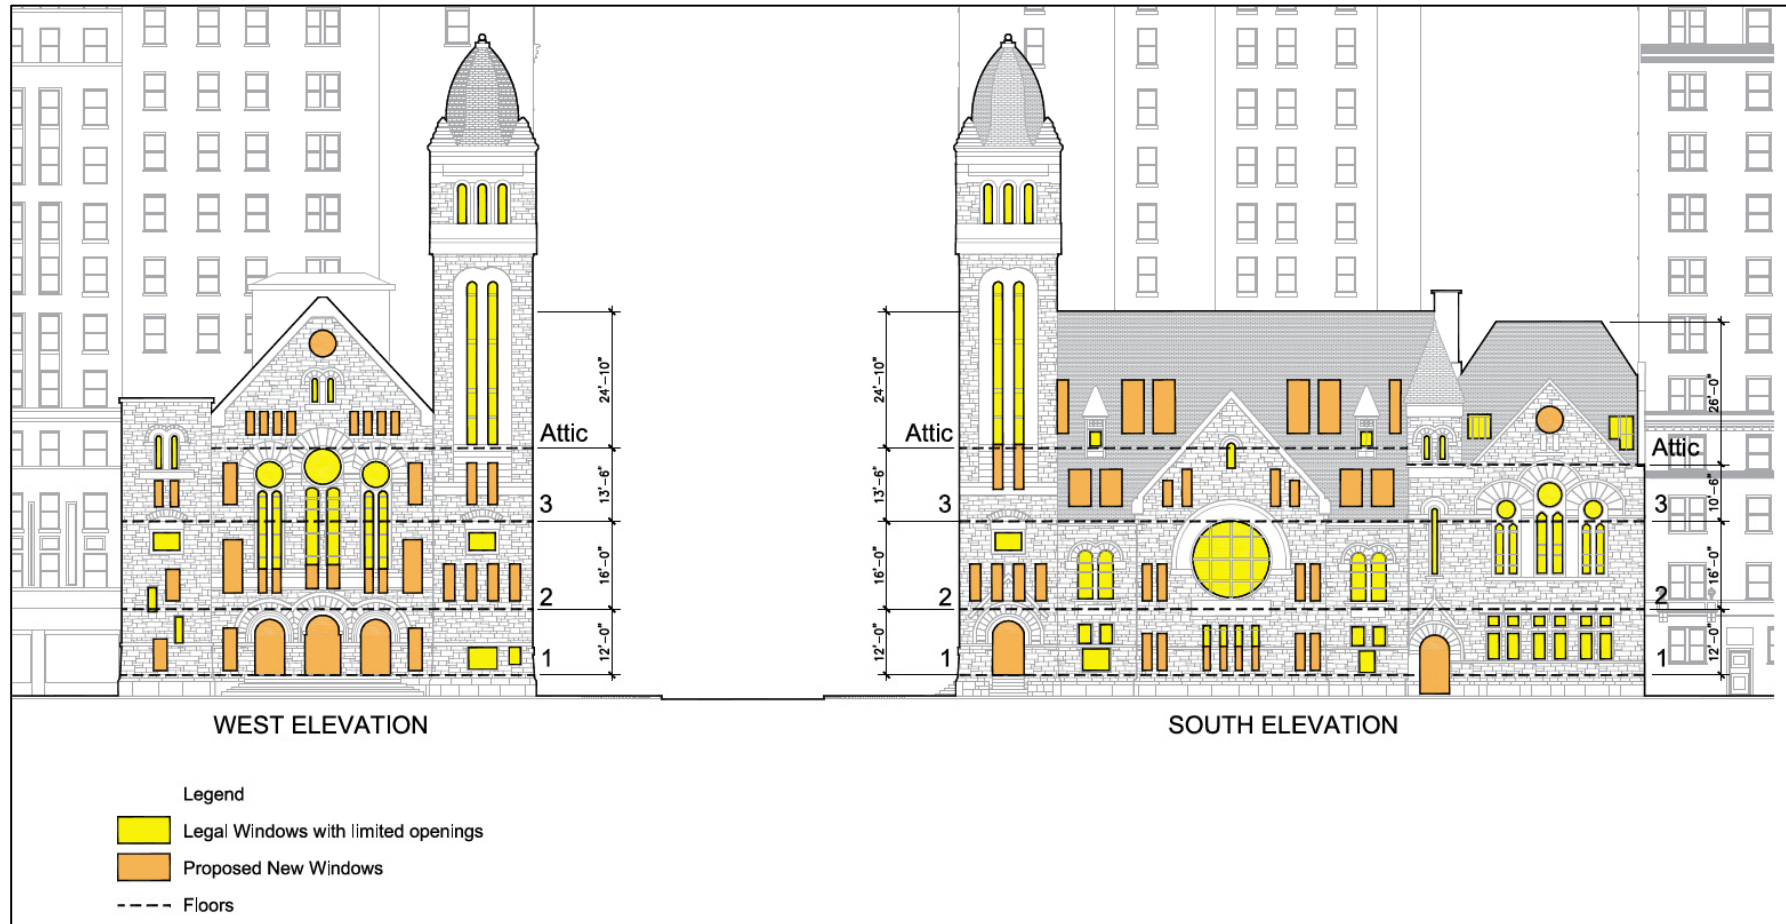 Attic
3
2
1
24'-10"
13'-6"
16'-0"
12'-0"
WEST ELEVATION
24'-10"
13'-6"
16'-0"
12'-0"
Attic
3
2
1
Attic
3
2
1
26'-0"
10'-6"
16'-0"
12'-0"
SOUTH ELEVATION
Legend
Legal Windows with limited openings
Proposed New Windows
Floors